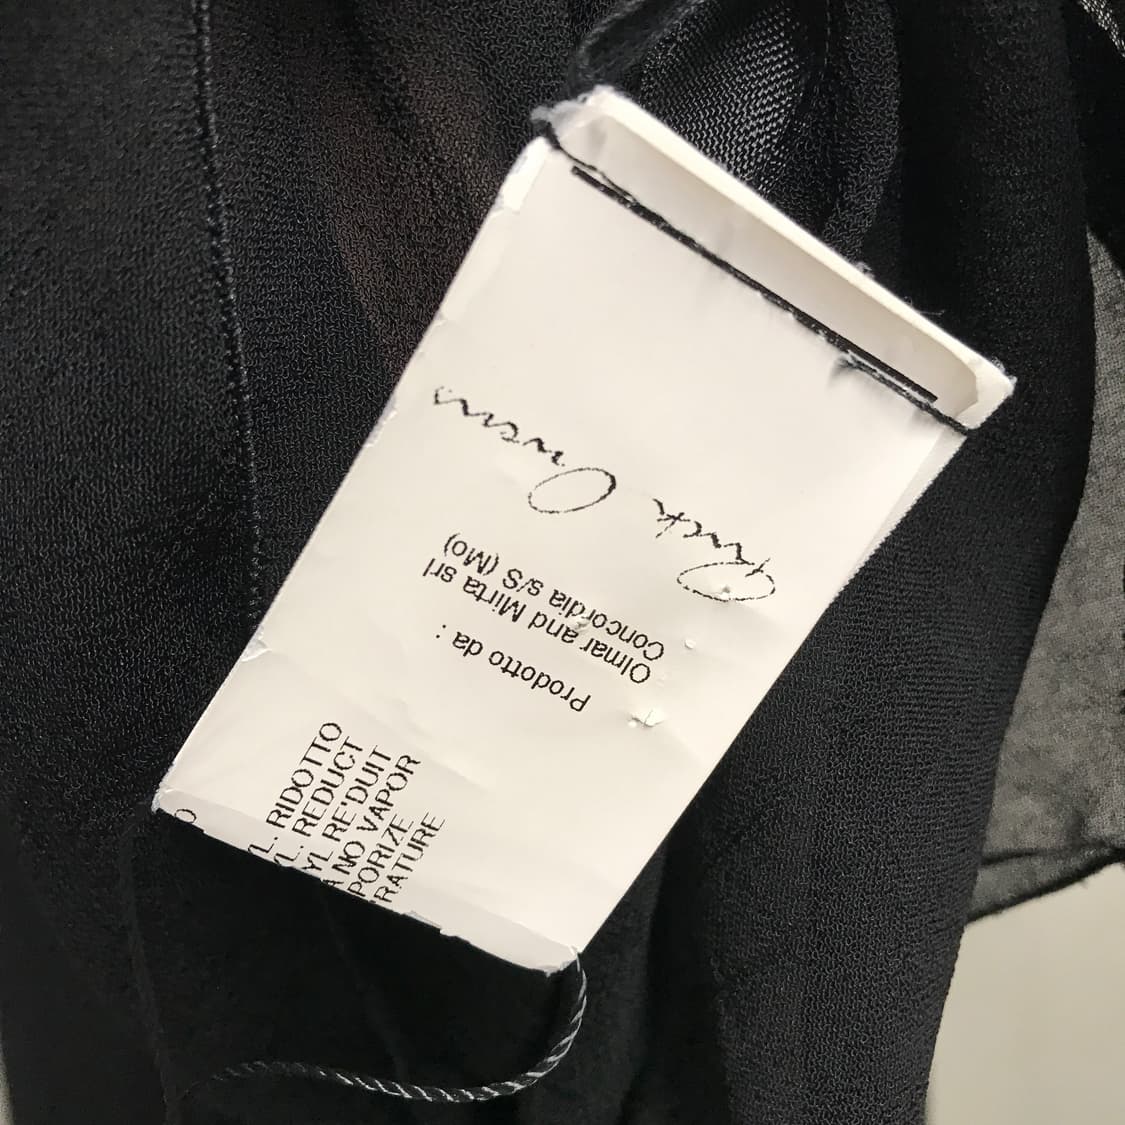 Rick Owens
Olmar and Mirta srl
Concordia s/S (Mo)
Prodotto da :
YL. RIDOTTO
YL. REDUCT
YL RE'DUIT
A NO VAPOR
PORIZE
RATURE